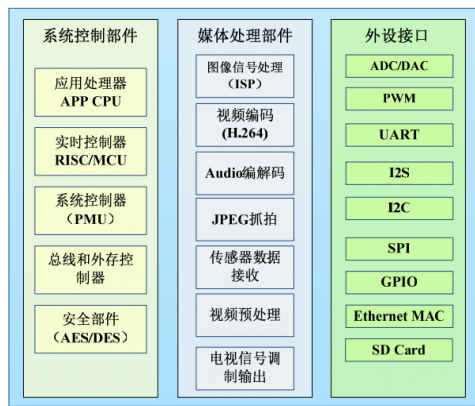 系统控制部件
应用处理器
APP CPU
实时控制器
RISC/MCU
系统控制器
（PMU）
总线和外存控
制器
安全部件
（AES/DES）
媒体处理部件
图像信号处理
（ISP）
视频编码
(H.264)
Audio编解码
JPEG抓拍
传感器数据
接收
视频预处理
电视信号调
制输出
外设接口
ADC/DAC
PWM
UART
I2S
I2C
SPI
GPIO
Ethernet MAC
SD Card